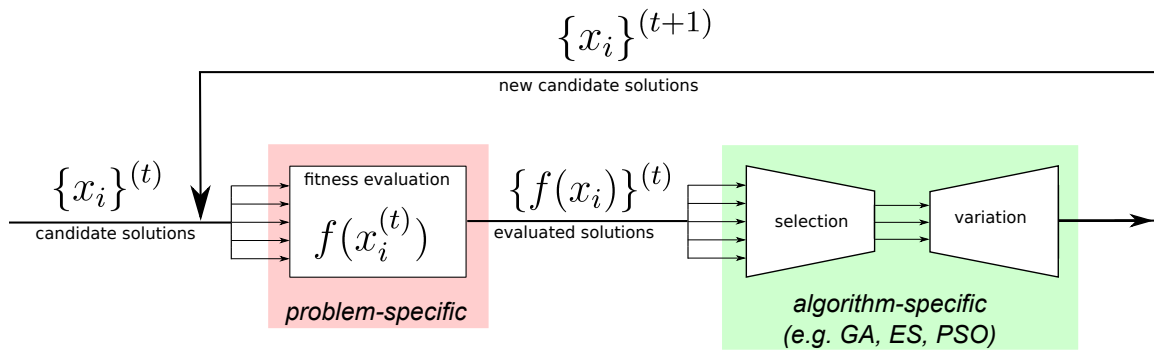 {x_i}^(t+1)
new candidate solutions
{x_i}^(t)
candidate solutions
fitness evaluation
f(x_i^(t))
problem-specific
{f(x_i)}^(t)
evaluated solutions
selection
variation
algorithm-specific
(e.g. GA, ES, PSO)